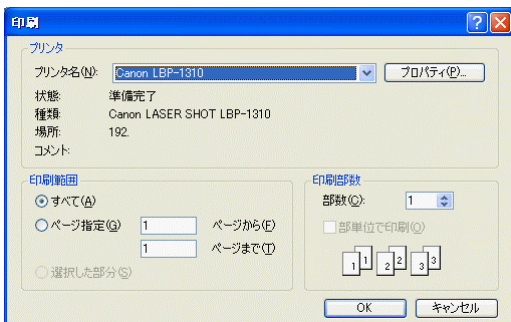 印刷
プリンタ
プリンタ名(N): Canon LBP-1310 プロパティ(P)...
状態: 準備完了
種類: Canon LASER SHOT LBP-1310
場所: 192.
コメント:
印刷範囲
すべて(A)
ページ指定(G) 1 ページから(F)
1 ページまで(T)
選択した部分(S)
印刷部数
部数(C): 1
部単位で印刷(O)
1 1 2 2 3 3
OK キャンセル